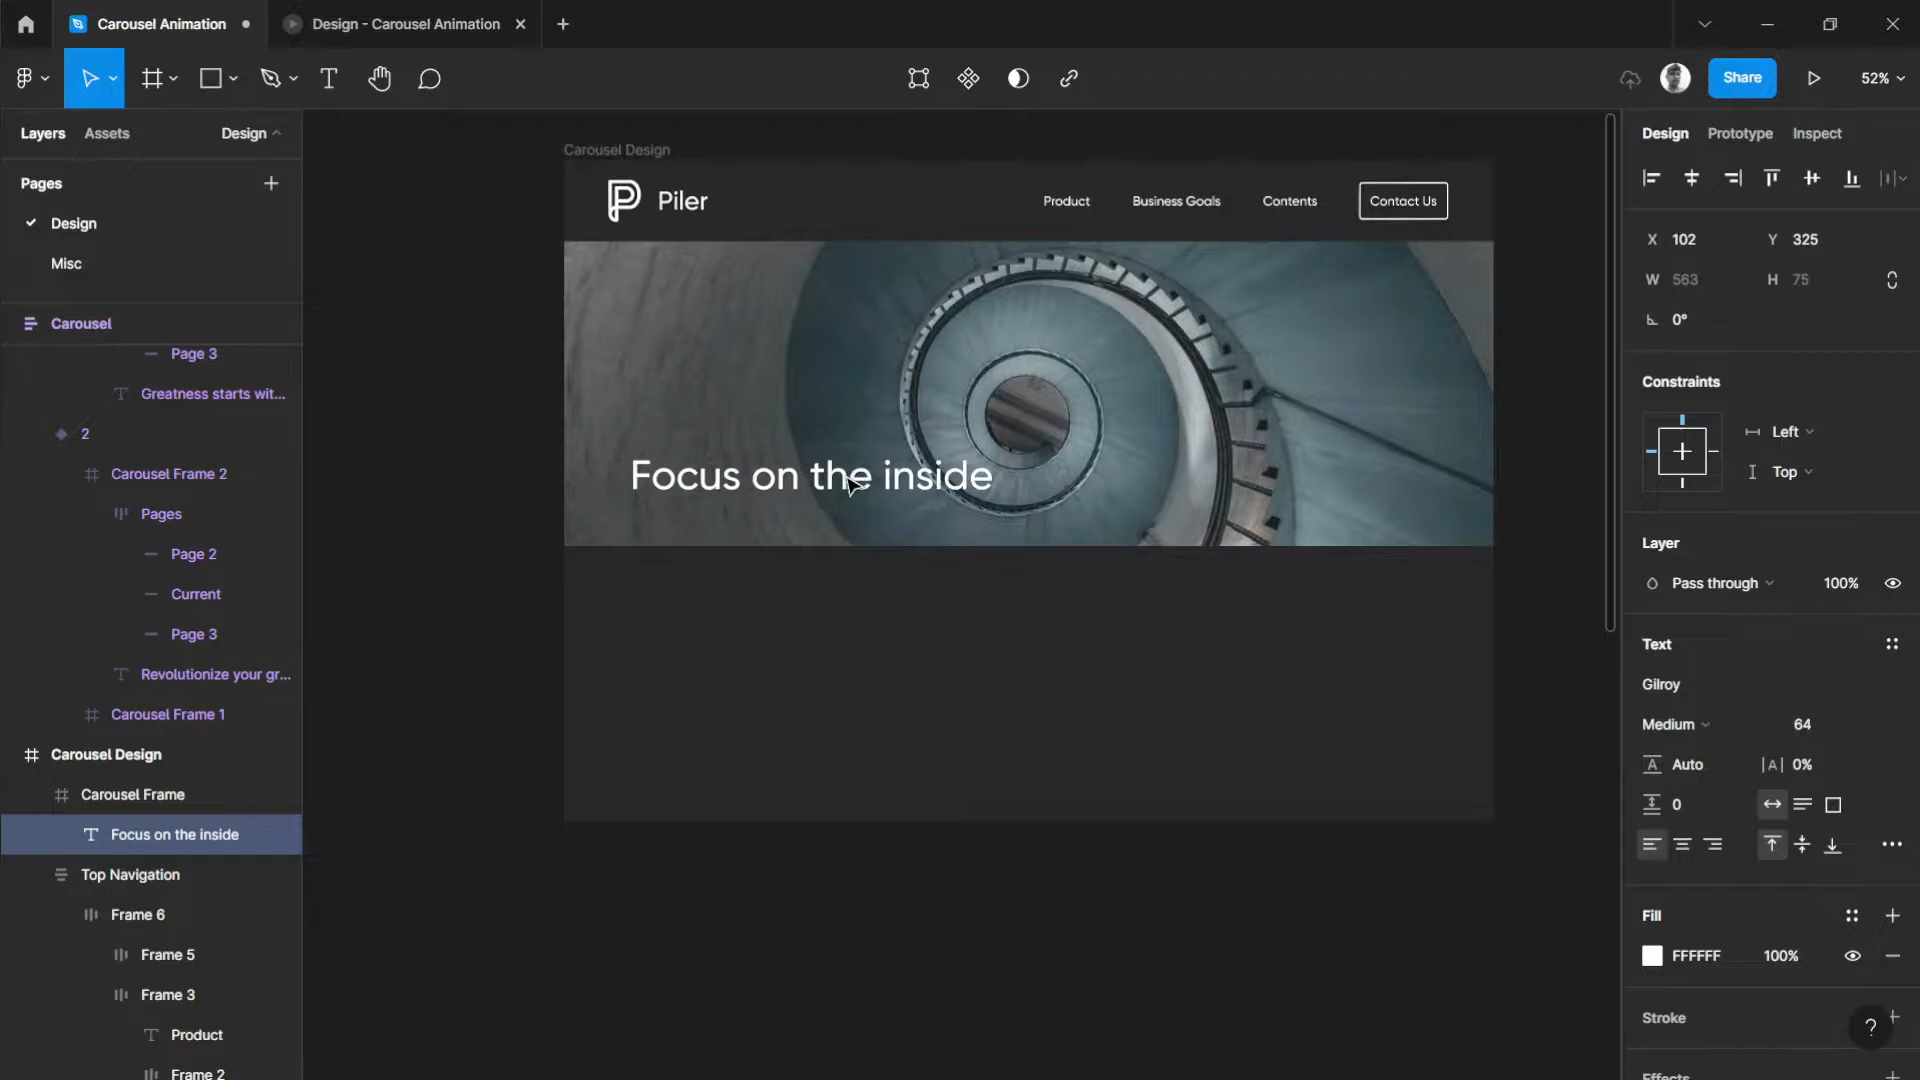 Carousel Animation
Design - Carousel Animation
Share
52%
Layers
Assets
Design
Pages
Design
Misc
Carousel
Page 3
Greatness starts wit...
2
Carousel Frame 2
Pages
Page 2
Current
Page 3
Revolutionize your gr...
Carousel Frame 1
Carousel Design
Carousel Frame
Focus on the inside
Top Navigation
Frame 6
Frame 5
Frame 3
Product
Frame 2
Carousel Design
Piler
Product
Business Goals
Contents
Contact Us
Focus on the inside
Design
Prototype
Inspect
X 102
Y 325
W 563
H 75
0°
Constraints
Left
Top
Layer
Pass through
100%
Text
Gilroy
Medium
64
A Auto
|A| 0%
0
Fill
FFFFFF
100%
Stroke
?
Effects